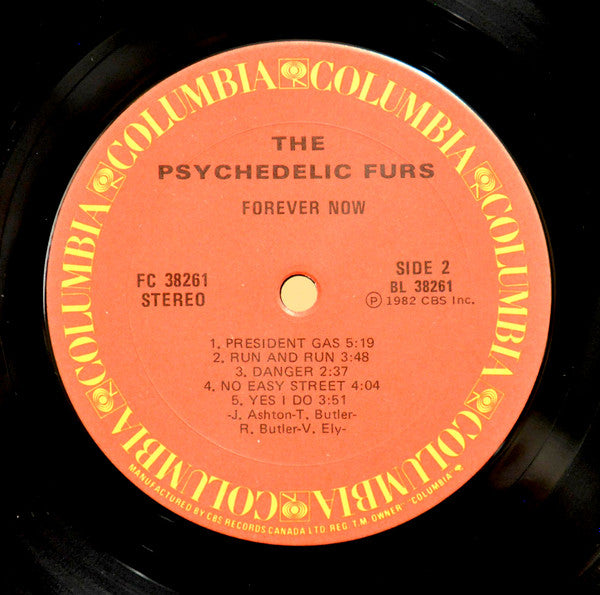 COLUMBIA COLUMBIA COLUMBIA COLUMBIA COLUMBIA COLUMBIA
THE
PSYCHEDELIC FURS
FOREVER NOW
FC 38261
STEREO
SIDE 2
BL 38261
Ⓟ 1982 CBS Inc.
1. PRESIDENT GAS 5:19
2. RUN AND RUN 3:48
3. DANGER 2:37
4. NO EASY STREET 4:04
5. YES I DO 3:51
-J. Ashton-T. Butler-
R. Butler-V. Ely-
MANUFACTURED BY CBS RECORDS CANADA LTD. REG. T.M. OWNER "COLUMBIA"